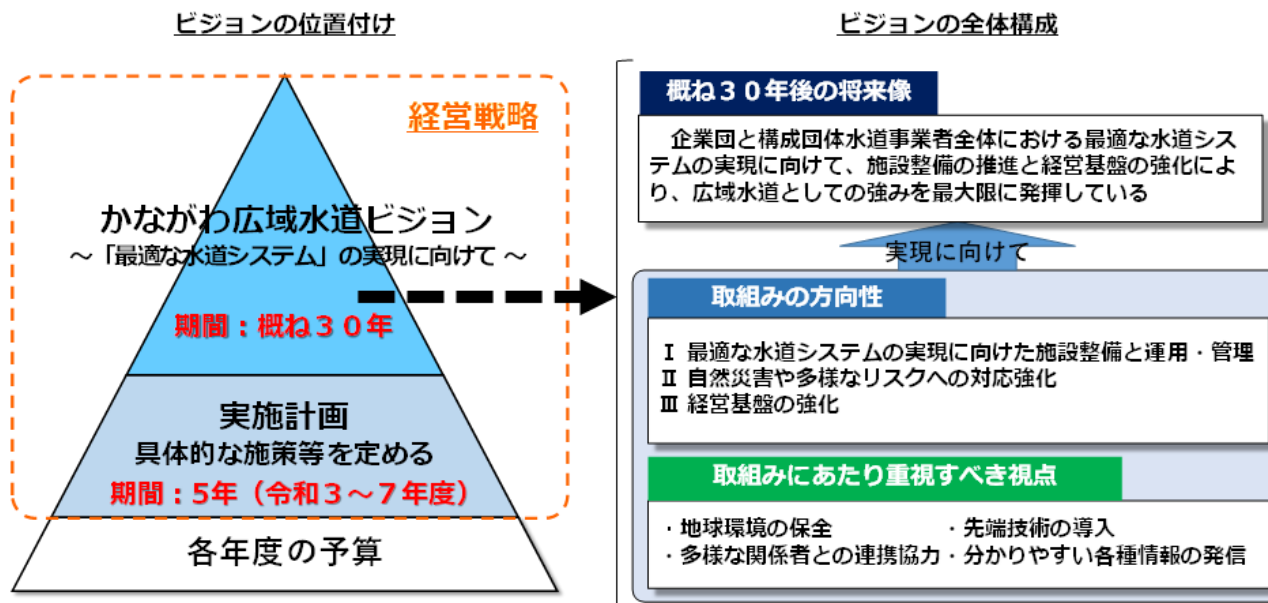 ビジョンの位置付け
経営戦略
かながわ広域水道ビジョン
～「最適な水道システム」の実現に向けて～
期間：概ね３０年
実施計画
具体的な施策等を定める
期間：5年（令和３～７年度）
各年度の予算
ビジョンの全体構成
概ね３０年後の将来像
企業団と構成団体水道事業者全体における最適な水道シス
テムの実現に向けて、施設整備の推進と経営基盤の強化によ
り、広域水道としての強みを最大限に発揮している
実現に向けて
取組みの方向性
Ⅰ 最適な水道システムの実現に向けた施設整備と運用・管理
Ⅱ 自然災害や多様なリスクへの対応強化
Ⅲ 経営基盤の強化
取組みにあたり重視すべき視点
・地球環境の保全 ・先端技術の導入
・多様な関係者との連携協力・分かりやすい各種情報の発信